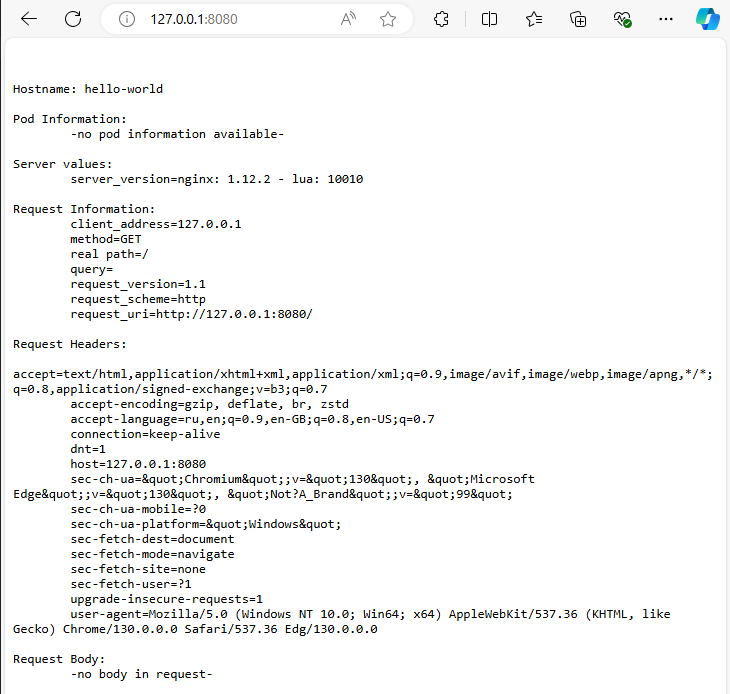 127.0.0.1:8080
Hostname: hello-world
Pod Information:
-no pod information available-
Server values:
server_version=nginx: 1.12.2 - lua: 10010
Request Information:
client_address=127.0.0.1
method=GET
real path=/
query=
request_version=1.1
request_scheme=http
request_uri=http://127.0.0.1:8080/
Request Headers:
accept=text/html,application/xhtml+xml,application/xml;q=0.9,image/avif,image/webp,image/apng,*/*;
q=0.8,application/signed-exchange;v=b3;q=0.7
accept-encoding=gzip, deflate, br, zstd
accept-language=ru,en;q=0.9,en-GB;q=0.8,en-US;q=0.7
connection=keep-alive
dnt=1
host=127.0.0.1:8080
sec-ch-ua=&quot;Chromium&quot;;v=&quot;130&quot;, &quot;Microsoft
Edge&quot;;v=&quot;130&quot;, &quot;Not?A_Brand&quot;;v=&quot;99&quot;
sec-ch-ua-mobile=?0
sec-ch-ua-platform=&quot;Windows&quot;
sec-fetch-dest=document
sec-fetch-mode=navigate
sec-fetch-site=none
sec-fetch-user=?1
upgrade-insecure-requests=1
user-agent=Mozilla/5.0 (Windows NT 10.0; Win64; x64) AppleWebKit/537.36 (KHTML, like
Gecko) Chrome/130.0.0.0 Safari/537.36 Edg/130.0.0.0
Request Body:
-no body in request-